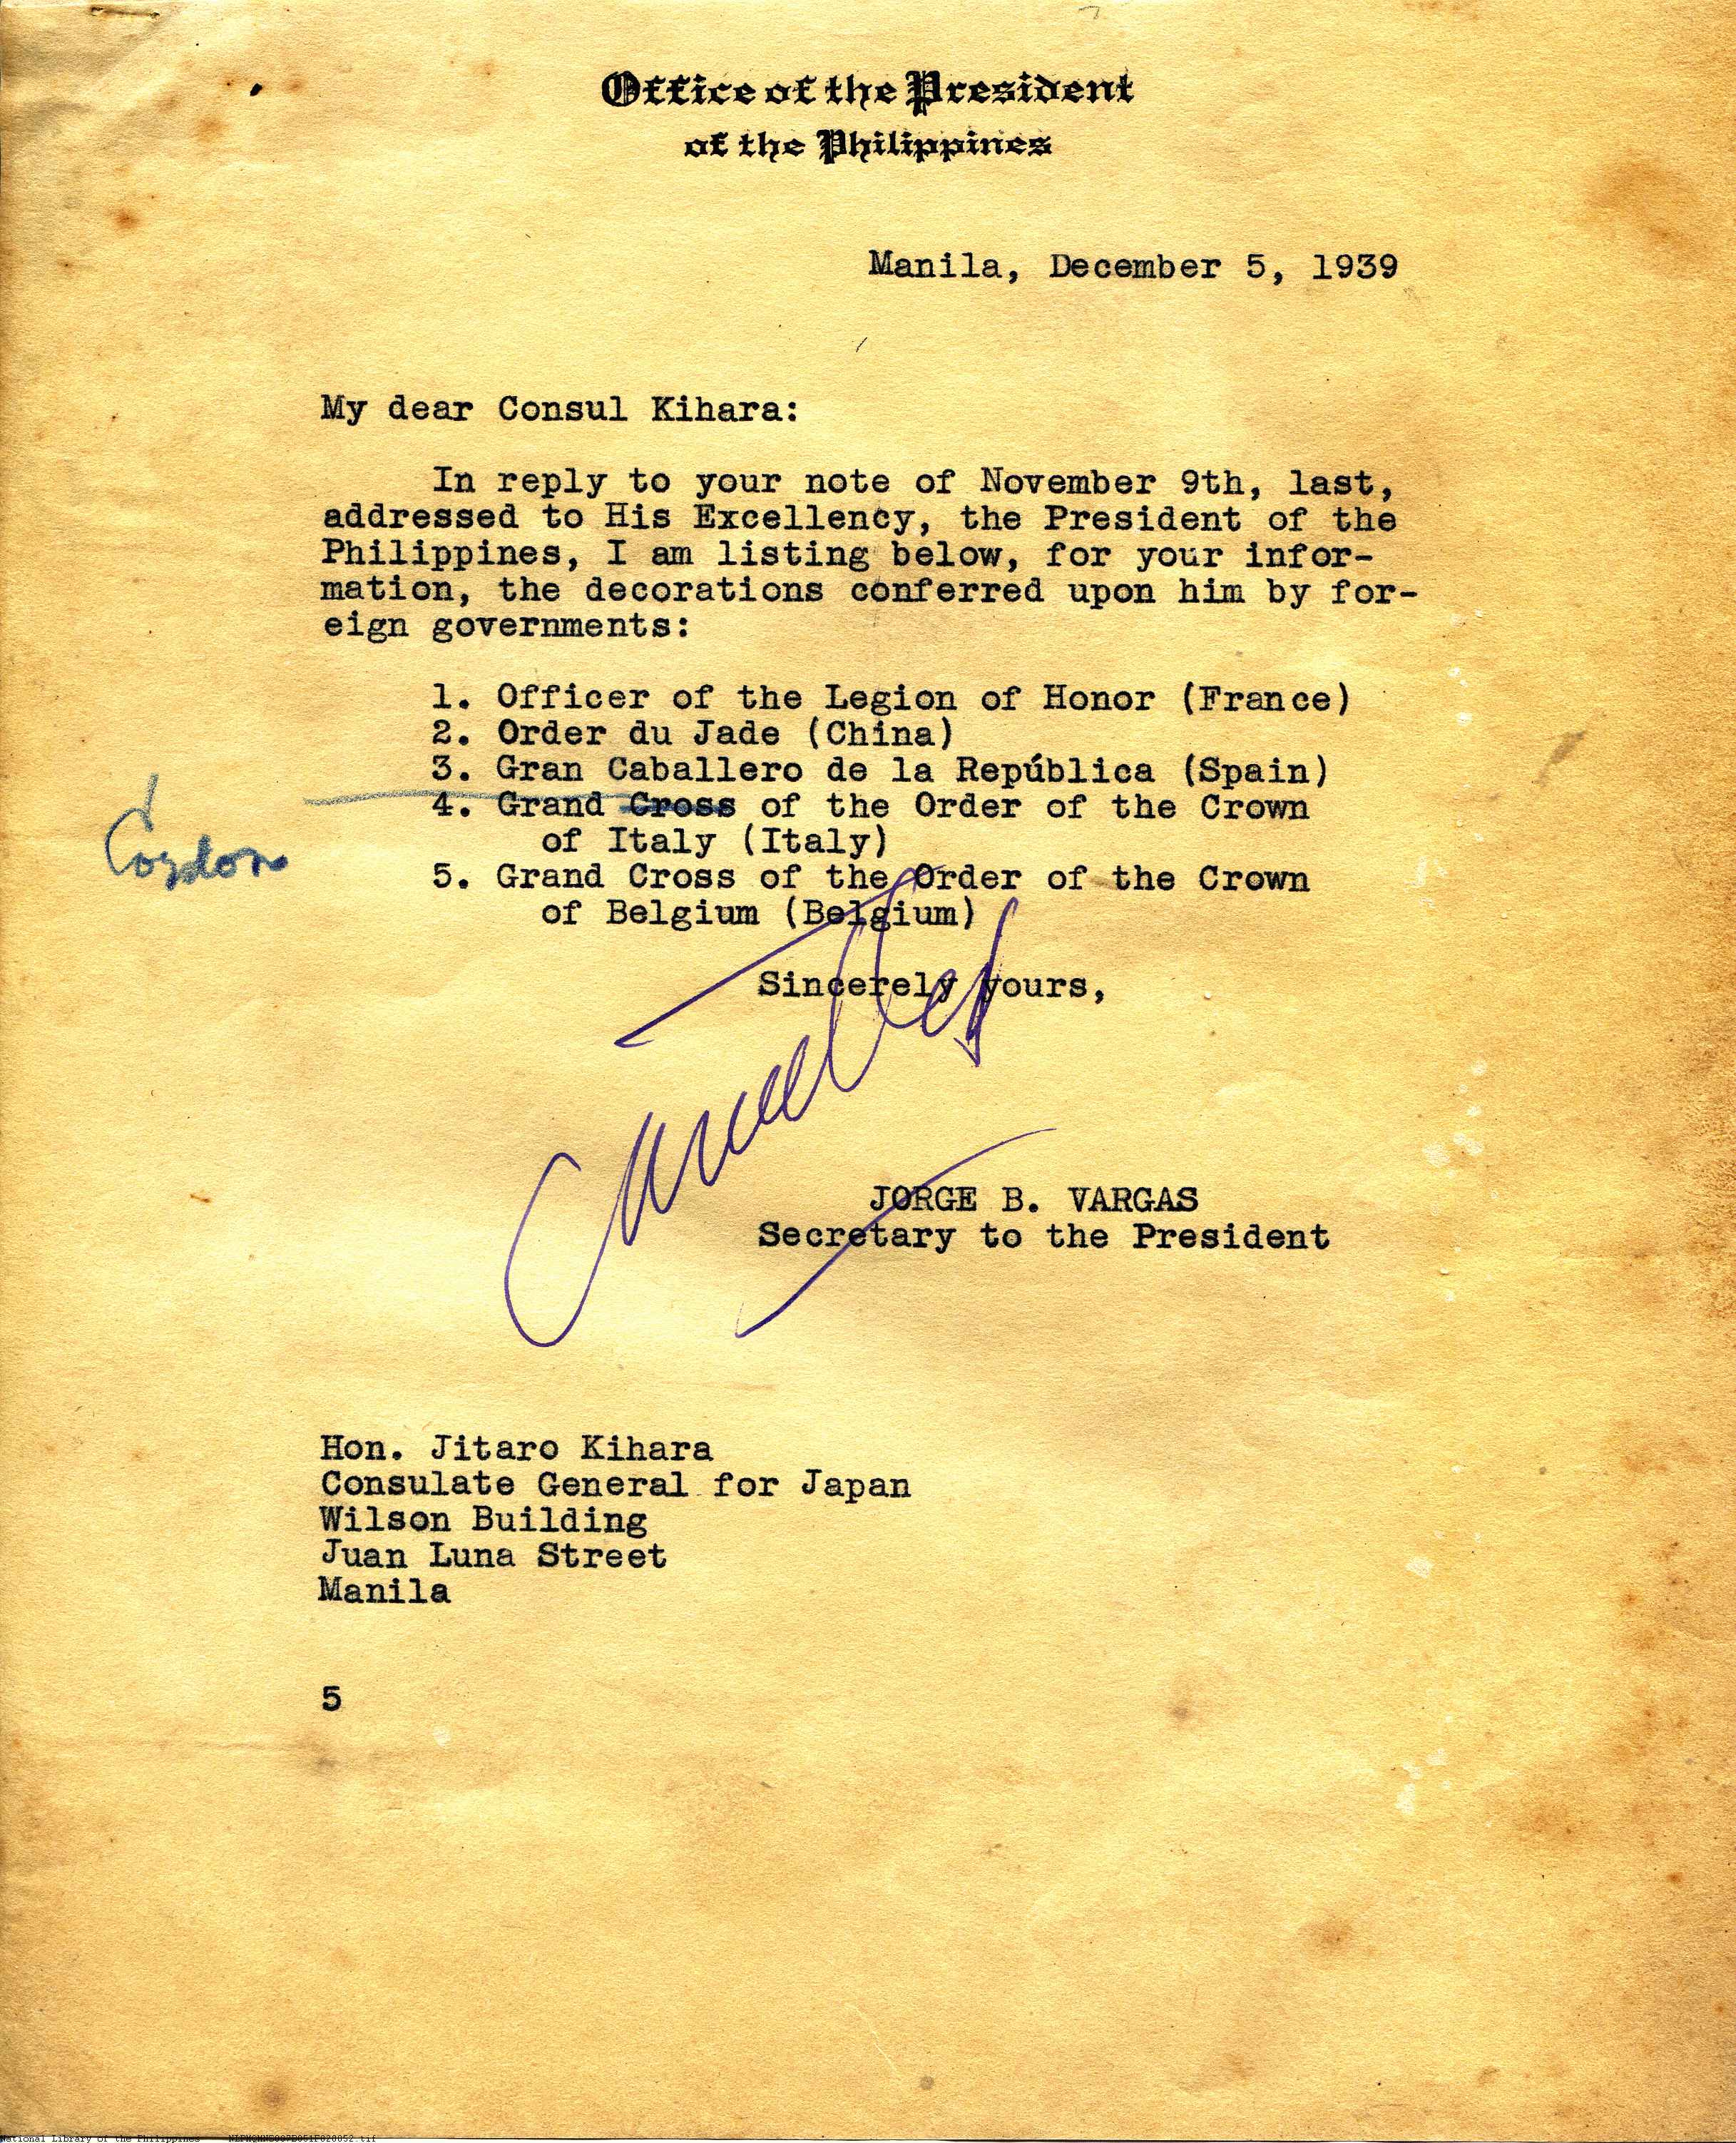 Office of the President
of the Philippines
Manila, December 5, 1939
My dear Consul Kihara:
In reply to your note of November 9th, last,
addressed to His Excellency, the President of the
Philippines, I am listing below, for your infor-
mation, the decorations conferred upon him by for-
eign governments:
1. Officer of the Legion of Honor (France)
2. Order du Jade (China)
3. Gran Caballero de la República (Spain)
4. Grand Cross of the Order of the Crown
of Italy (Italy)
Cordon
5. Grand Cross of the Order of the Crown
of Belgium (Belgium)
Sincerely yours,
JORGE B. VARGAS
Secretary to the President
Hon. Jitaro Kihara
Consulate General for Japan
Wilson Building
Juan Luna Street
Manila
5
National Library of the Philippines